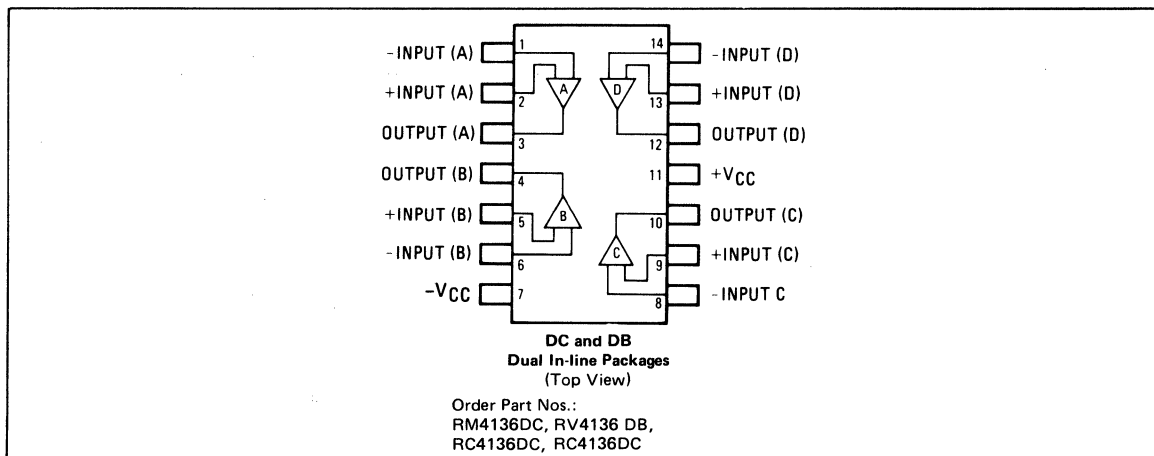 -INPUT (A) 1 14 -INPUT (D)
+INPUT (A) 2 A D 13 +INPUT (D)
OUTPUT (A) 3 12 OUTPUT (D)
OUTPUT (B) 4 11 +VCC
+INPUT (B) 5 B 10 OUTPUT (C)
-INPUT (B) 6 C 9 +INPUT (C)
-VCC 7 8 -INPUT C
DC and DB
Dual In-line Packages
(Top View)
Order Part Nos.:
RM4136DC, RV4136 DB,
RC4136DC, RC4136DC